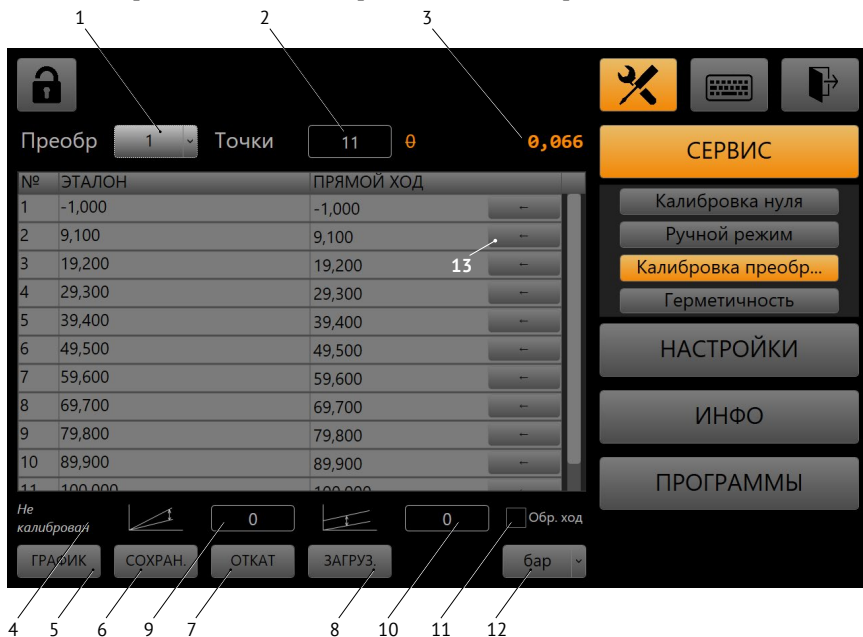 1 2 3
Преобр 1 Точки 11 0 0,066
№ ЭТАЛОН ПРЯМОЙ ХОД
1 -1,000 -1,000 ←
2 9,100 9,100 ←
13
3 19,200 19,200 ←
4 29,300 29,300 ←
5 39,400 39,400 ←
6 49,500 49,500 ←
7 59,600 59,600 ←
8 69,700 69,700 ←
9 79,800 79,800 ←
10 89,900 89,900 ←
11 100,000 100,000
Не
калиброван 0 0 Обр. ход
ГРАФИК СОХРАН. ОТКАТ ЗАГРУЗ. бар
СЕРВИС
Калибровка нуля
Ручной режим
Калибровка преобр...
Герметичность
НАСТРОЙКИ
ИНФО
ПРОГРАММЫ
4 5 6 9 7 8 10 11 12